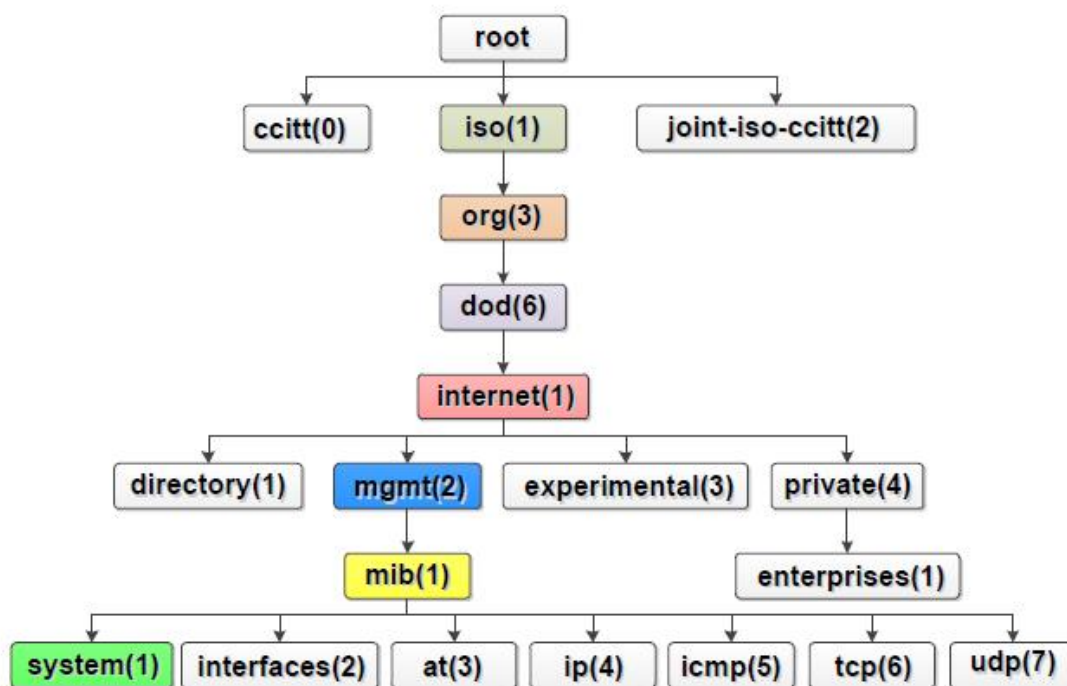 root
ccitt(0)
iso(1)
joint-iso-ccitt(2)
org(3)
dod(6)
internet(1)
directory(1)
mgmt(2)
experimental(3)
private(4)
mib(1)
enterprises(1)
system(1)
interfaces(2)
at(3)
ip(4)
icmp(5)
tcp(6)
udp(7)